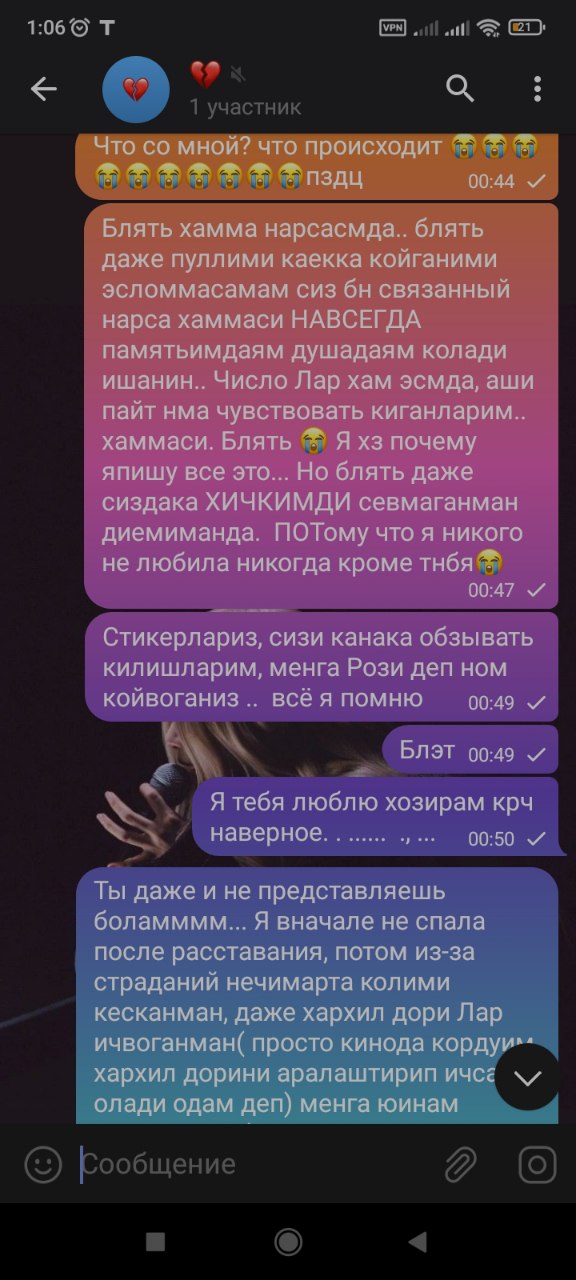 1:06
VPN
21
1 участник
Что со мной? что происходит 😭😭😭
😭😭😭😭😭😭😭пздц
00:44
Блять хамма нарсасмда.. блять
даже пуллими каекка койганими
эсломмасамам сиз бн связанный
нарса хаммаси НАВСЕГДА
памятьимдаям душадаям колади
ишанин.. Число Лар хам эсмда, аши
пайт нма чувствовать киганларим..
хаммаси. Блять 😭 Я хз почему
япишу все это... Но блять даже
сиздака ХИЧКИМДИ севмаганман
диемиманда.  ПОТому что я никого
не любила никогда кроме тнбя😭
00:47
Стикерлариз, сизи канака обзывать
килишларим, менга Рози деп ном
койвоганиз ..  всё я помню
00:49
Блэт 00:49
Я тебя люблю хозирам крч
наверное. . ......  ., ...
00:50
Ты даже и не представляешь
боламммм... Я вначале не спала
после расставания, потом из-за
страданий нечимарта колими
кесканман, даже хархил дори Лар
ичвоганман( просто кинода кордуим
хархил дорини аралаштирип ичса
олади одам деп) менга юинам
Сообщение